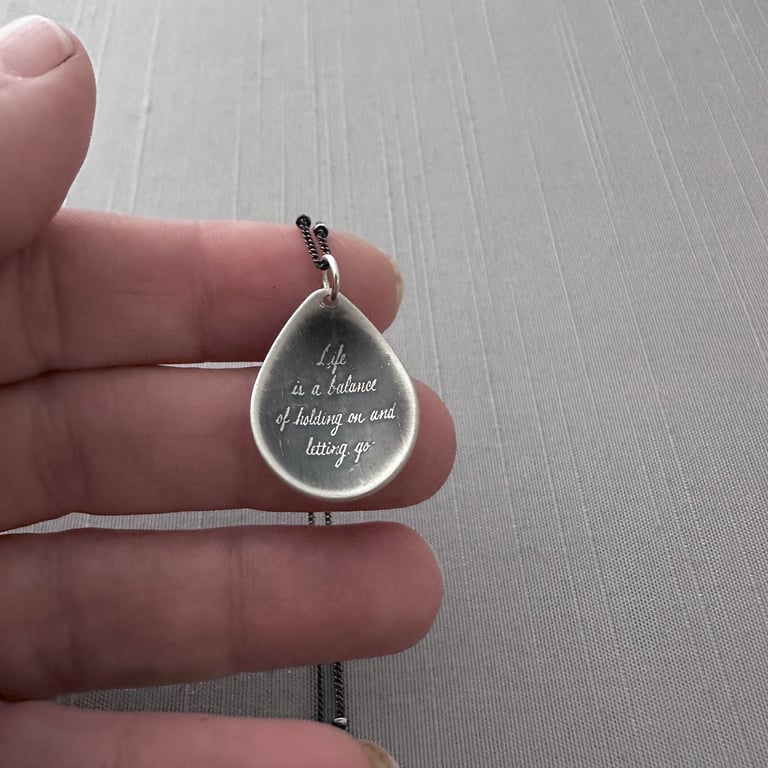 Life
is a balance
of holding on and
letting go